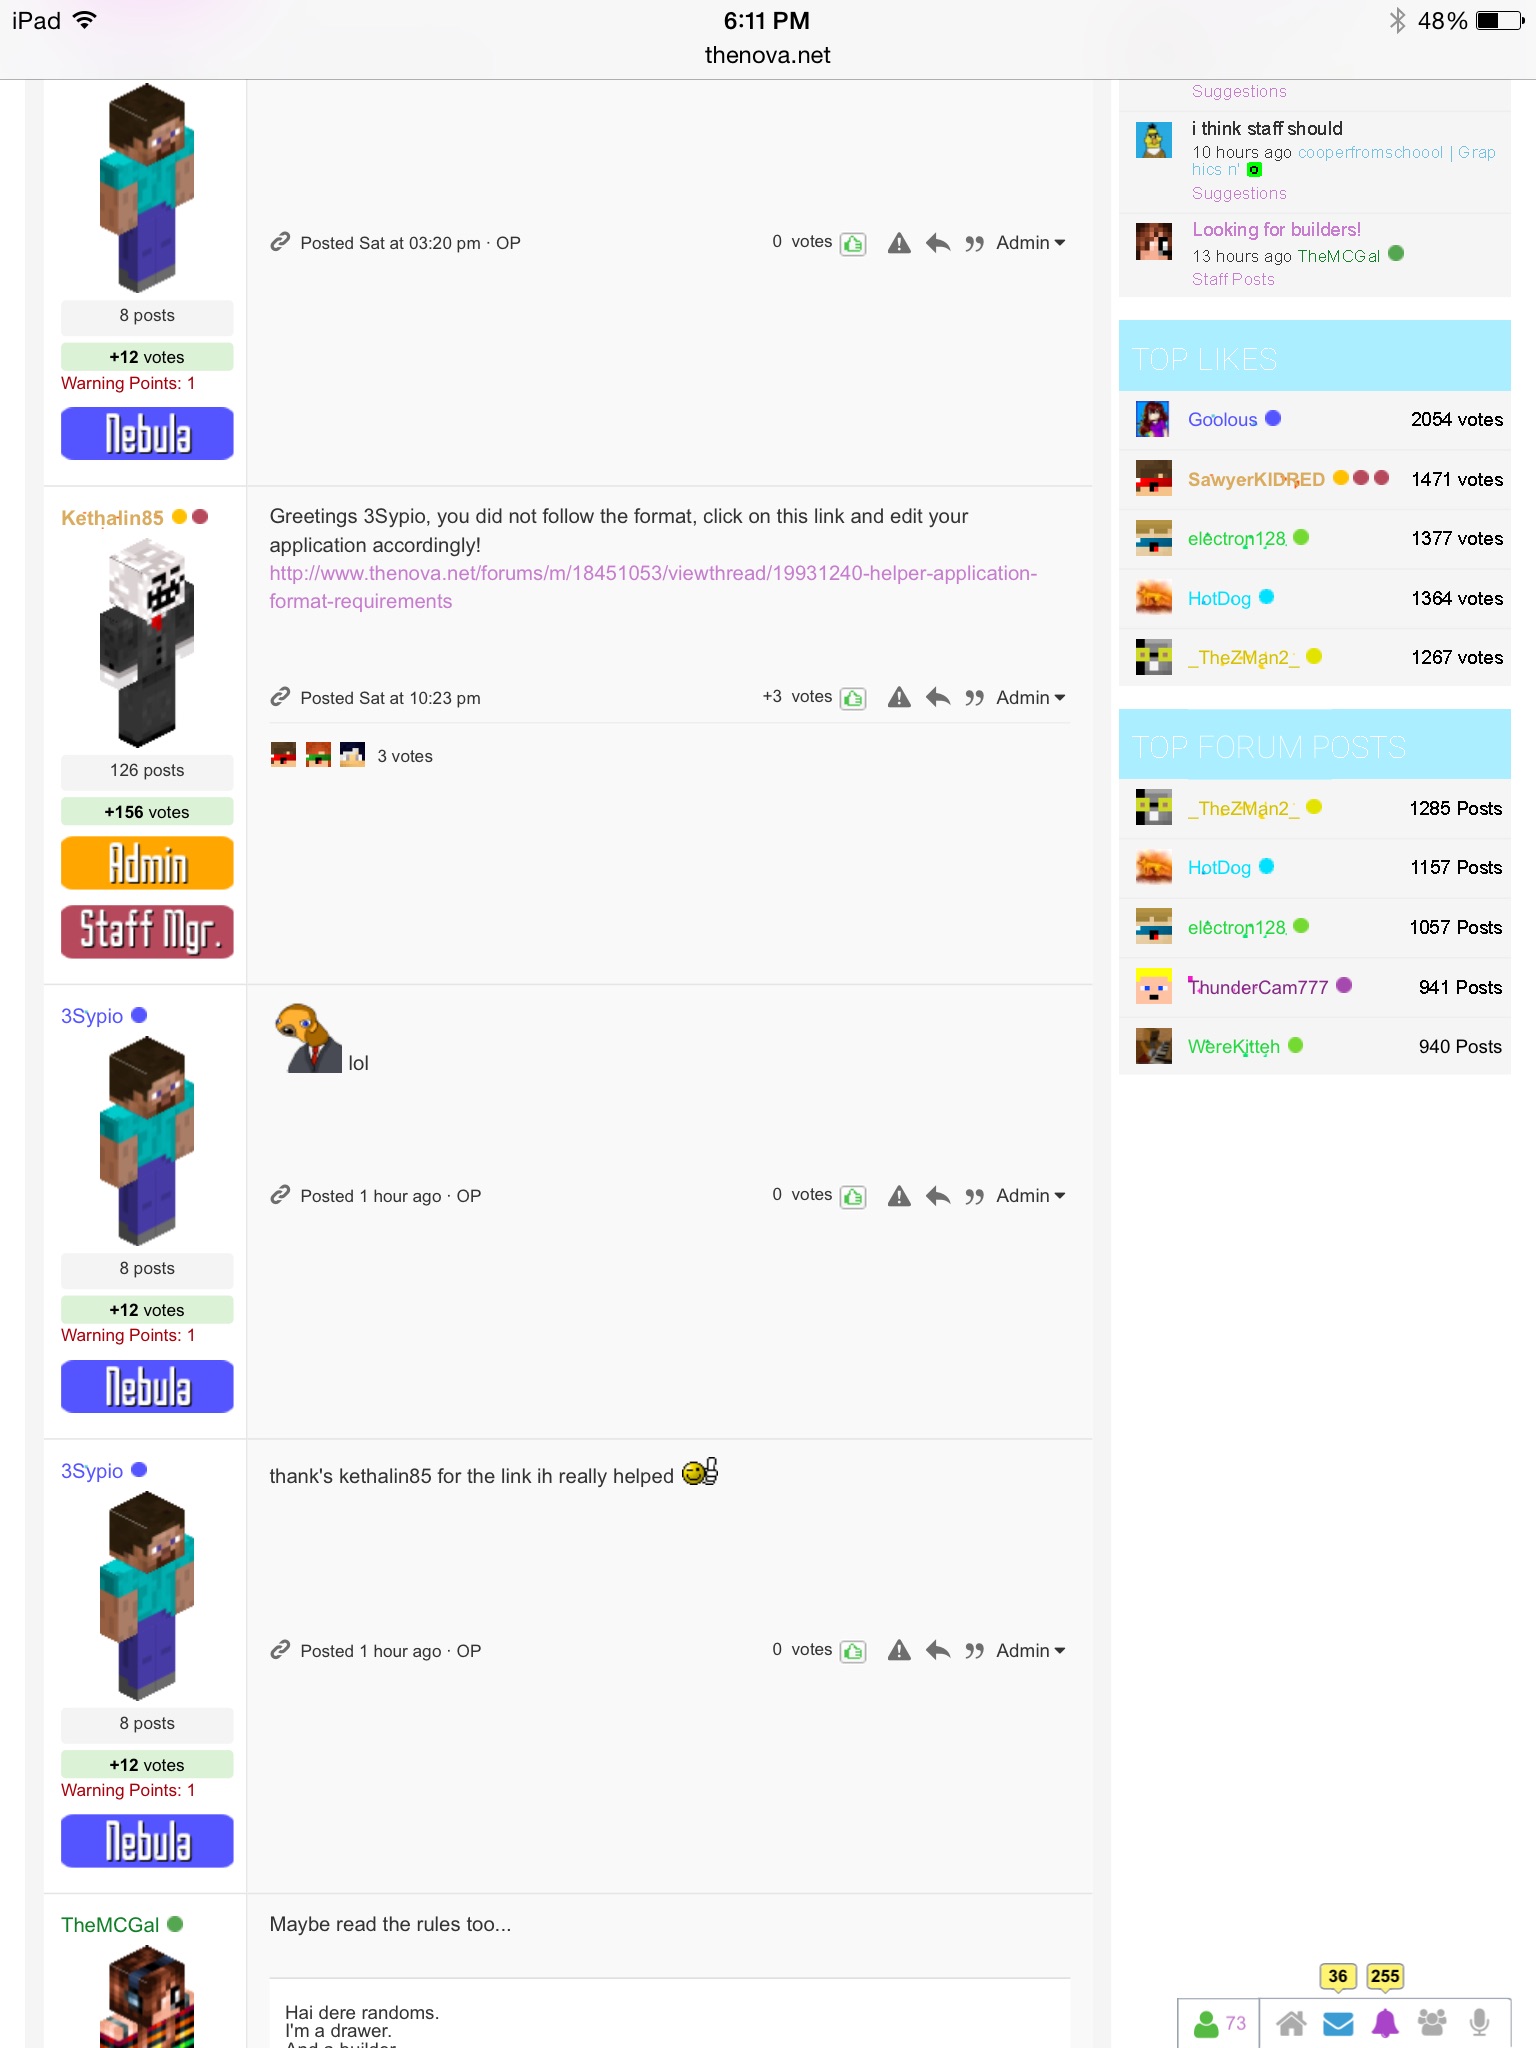 iPad 6:11 PM 48%
thenova.net
8 posts
+12 votes
Warning Points: 1
Nebula
Posted Sat at 03:20 pm · OP 0 votes Admin
Kethalin85
126 posts
+156 votes
Admin
Staff Mgr.
Greetings 3Sypio, you did not follow the format, click on this link and edit your
application accordingly!
http://www.thenova.net/forums/m/18451053/viewthread/19931240-helper-application-
format-requirements
Posted Sat at 10:23 pm +3 votes Admin
3 votes
3Sypio
8 posts
+12 votes
Warning Points: 1
Nebula
lol
Posted 1 hour ago · OP 0 votes Admin
3Sypio
8 posts
+12 votes
Warning Points: 1
Nebula
thank's kethalin85 for the link ih really helped
Posted 1 hour ago · OP 0 votes Admin
TheMCGal
Maybe read the rules too...
Hai dere randoms.
I'm a drawer.
And a builder
Suggestions
i think staff should
10 hours ago cooperfromschoool | Grap
hics n'
Suggestions
Looking for builders!
13 hours ago TheMCGal
Staff Posts
TOP LIKES
Goolous 2054 votes
SawyerKIDRED 1471 votes
electron128 1377 votes
HotDog 1364 votes
_TheZMan2_ 1267 votes
TOP FORUM POSTS
_TheZMan2_ 1285 Posts
HotDog 1157 Posts
electron128 1057 Posts
ThunderCam777 941 Posts
WereKitteh 940 Posts
36 255
73